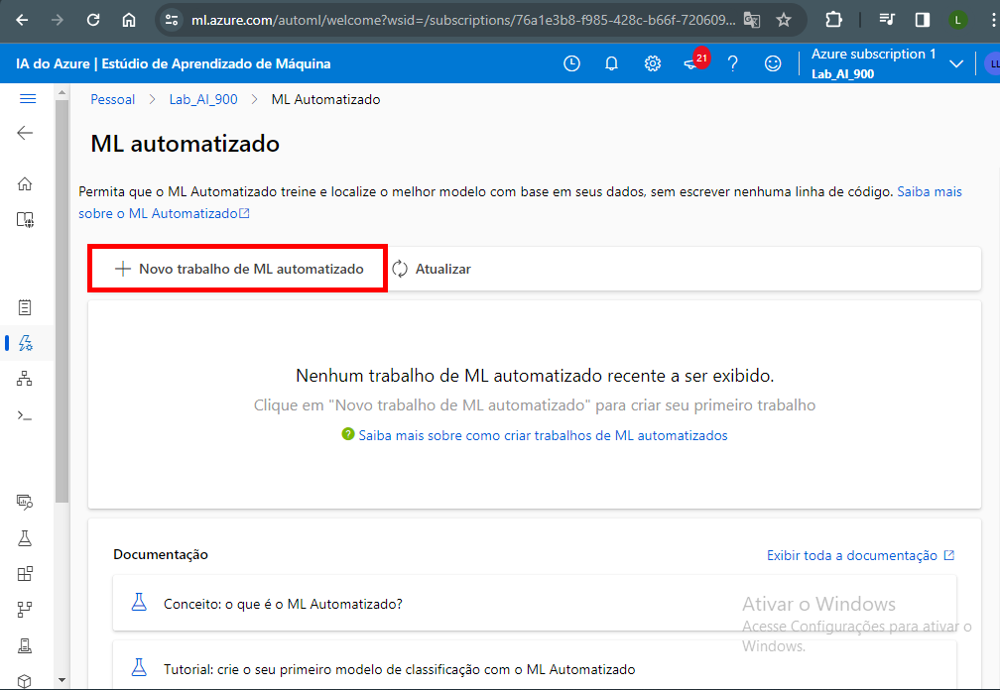 ml.azure.com/automl/welcome?wsid=/subscriptions/76a1e3b8-f985-428c-b66f-720609...
L
IA do Azure | Estúdio de Aprendizado de Máquina
21
Azure subscription 1
Lab_AI_900
LL
Pessoal > Lab_AI_900 > ML Automatizado
ML automatizado
Permita que o ML Automatizado treine e localize o melhor modelo com base em seus dados, sem escrever nenhuma linha de código. Saiba mais
sobre o ML Automatizado
Novo trabalho de ML automatizado
Atualizar
Nenhum trabalho de ML automatizado recente a ser exibido.
Clique em "Novo trabalho de ML automatizado" para criar seu primeiro trabalho
Saiba mais sobre como criar trabalhos de ML automatizados
Documentação
Exibir toda a documentação
Conceito: o que é o ML Automatizado?
Ativar o Windows
Acesse Configurações para ativar o
Windows.
Tutorial: crie o seu primeiro modelo de classificação com o ML Automatizado